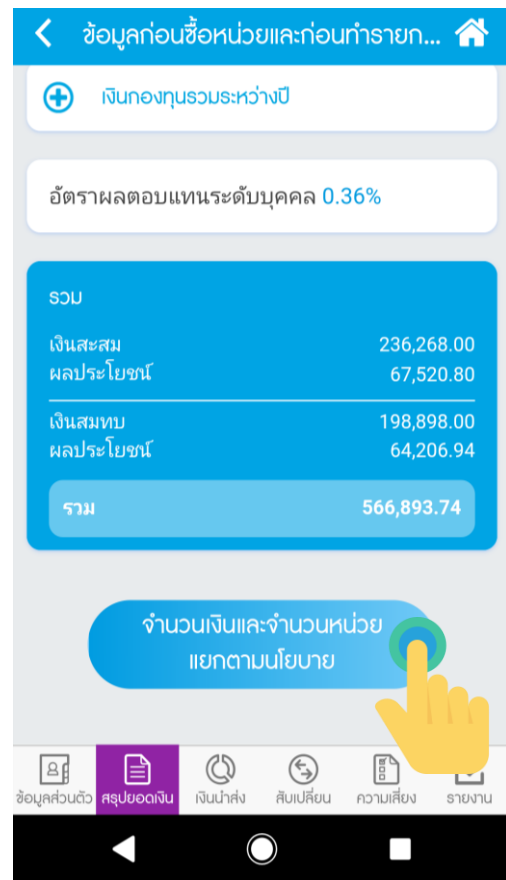 ข้อมูลก่อนซื้อหน่วยและก่อนทำรายก...
เงินกองทุนรวมระหว่างปี
อัตราผลตอบแทนระดับบุคคล 0.36%
รวม
เงินสะสม 236,268.00
ผลประโยชน์ 67,520.80
เงินสมทบ 198,898.00
ผลประโยชน์ 64,206.94
รวม 566,893.74
จำนวนเงินและจำนวนหน่วย
แยกตามนโยบาย
ข้อมูลส่วนตัว สรุปยอดเงิน เงินนำส่ง สับเปลี่ยน ความเสี่ยง รายงาน